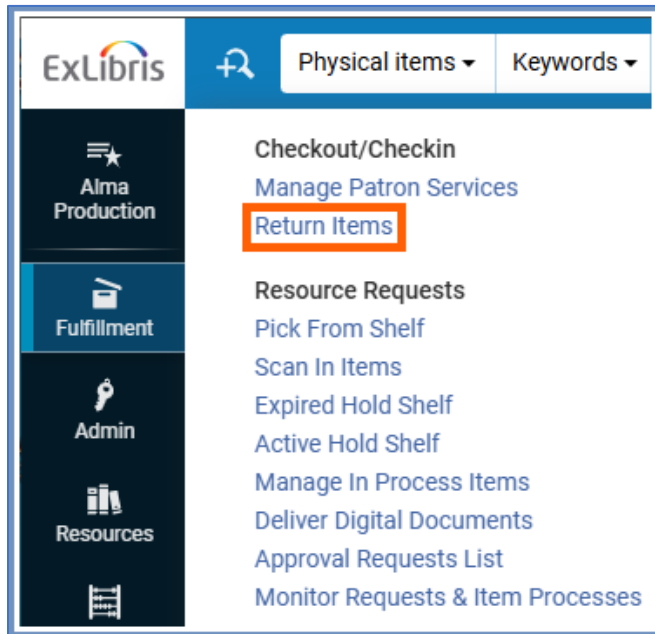 ExLibris
Physical items
Keywords
Alma
Production
Fulfillment
Admin
Resources
Checkout/Checkin
Manage Patron Services
Return Items
Resource Requests
Pick From Shelf
Scan In Items
Expired Hold Shelf
Active Hold Shelf
Manage In Process Items
Deliver Digital Documents
Approval Requests List
Monitor Requests & Item Processes